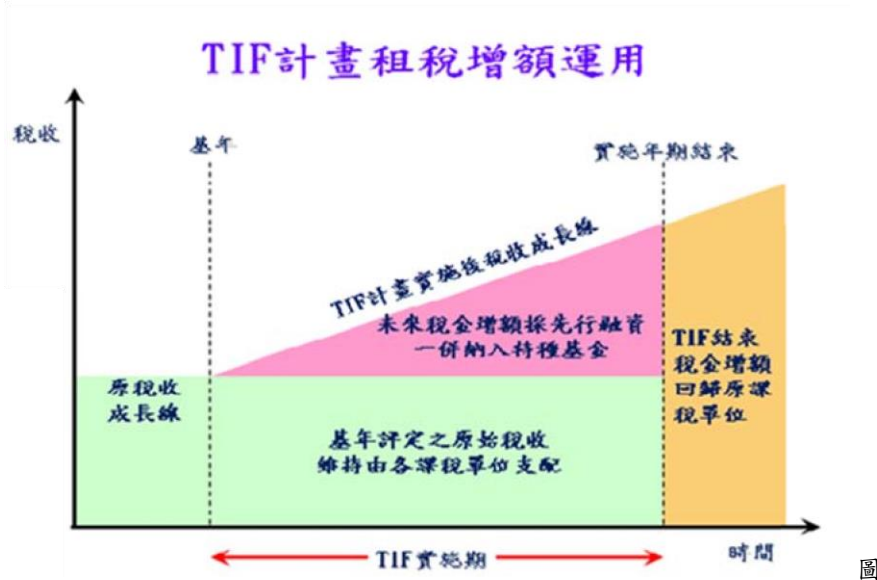 TIF計畫租稅增額運用
稅收
基年
實施年期結束
TIF計畫實施後稅收成長線
未來稅金增額採先行融資
一併納入特種基金
TIF結束
稅金增額
回歸原課
稅單位
原稅收
成長線
基年評定之原始稅收
維持由各課稅單位支配
TIF實施期
時間
圖